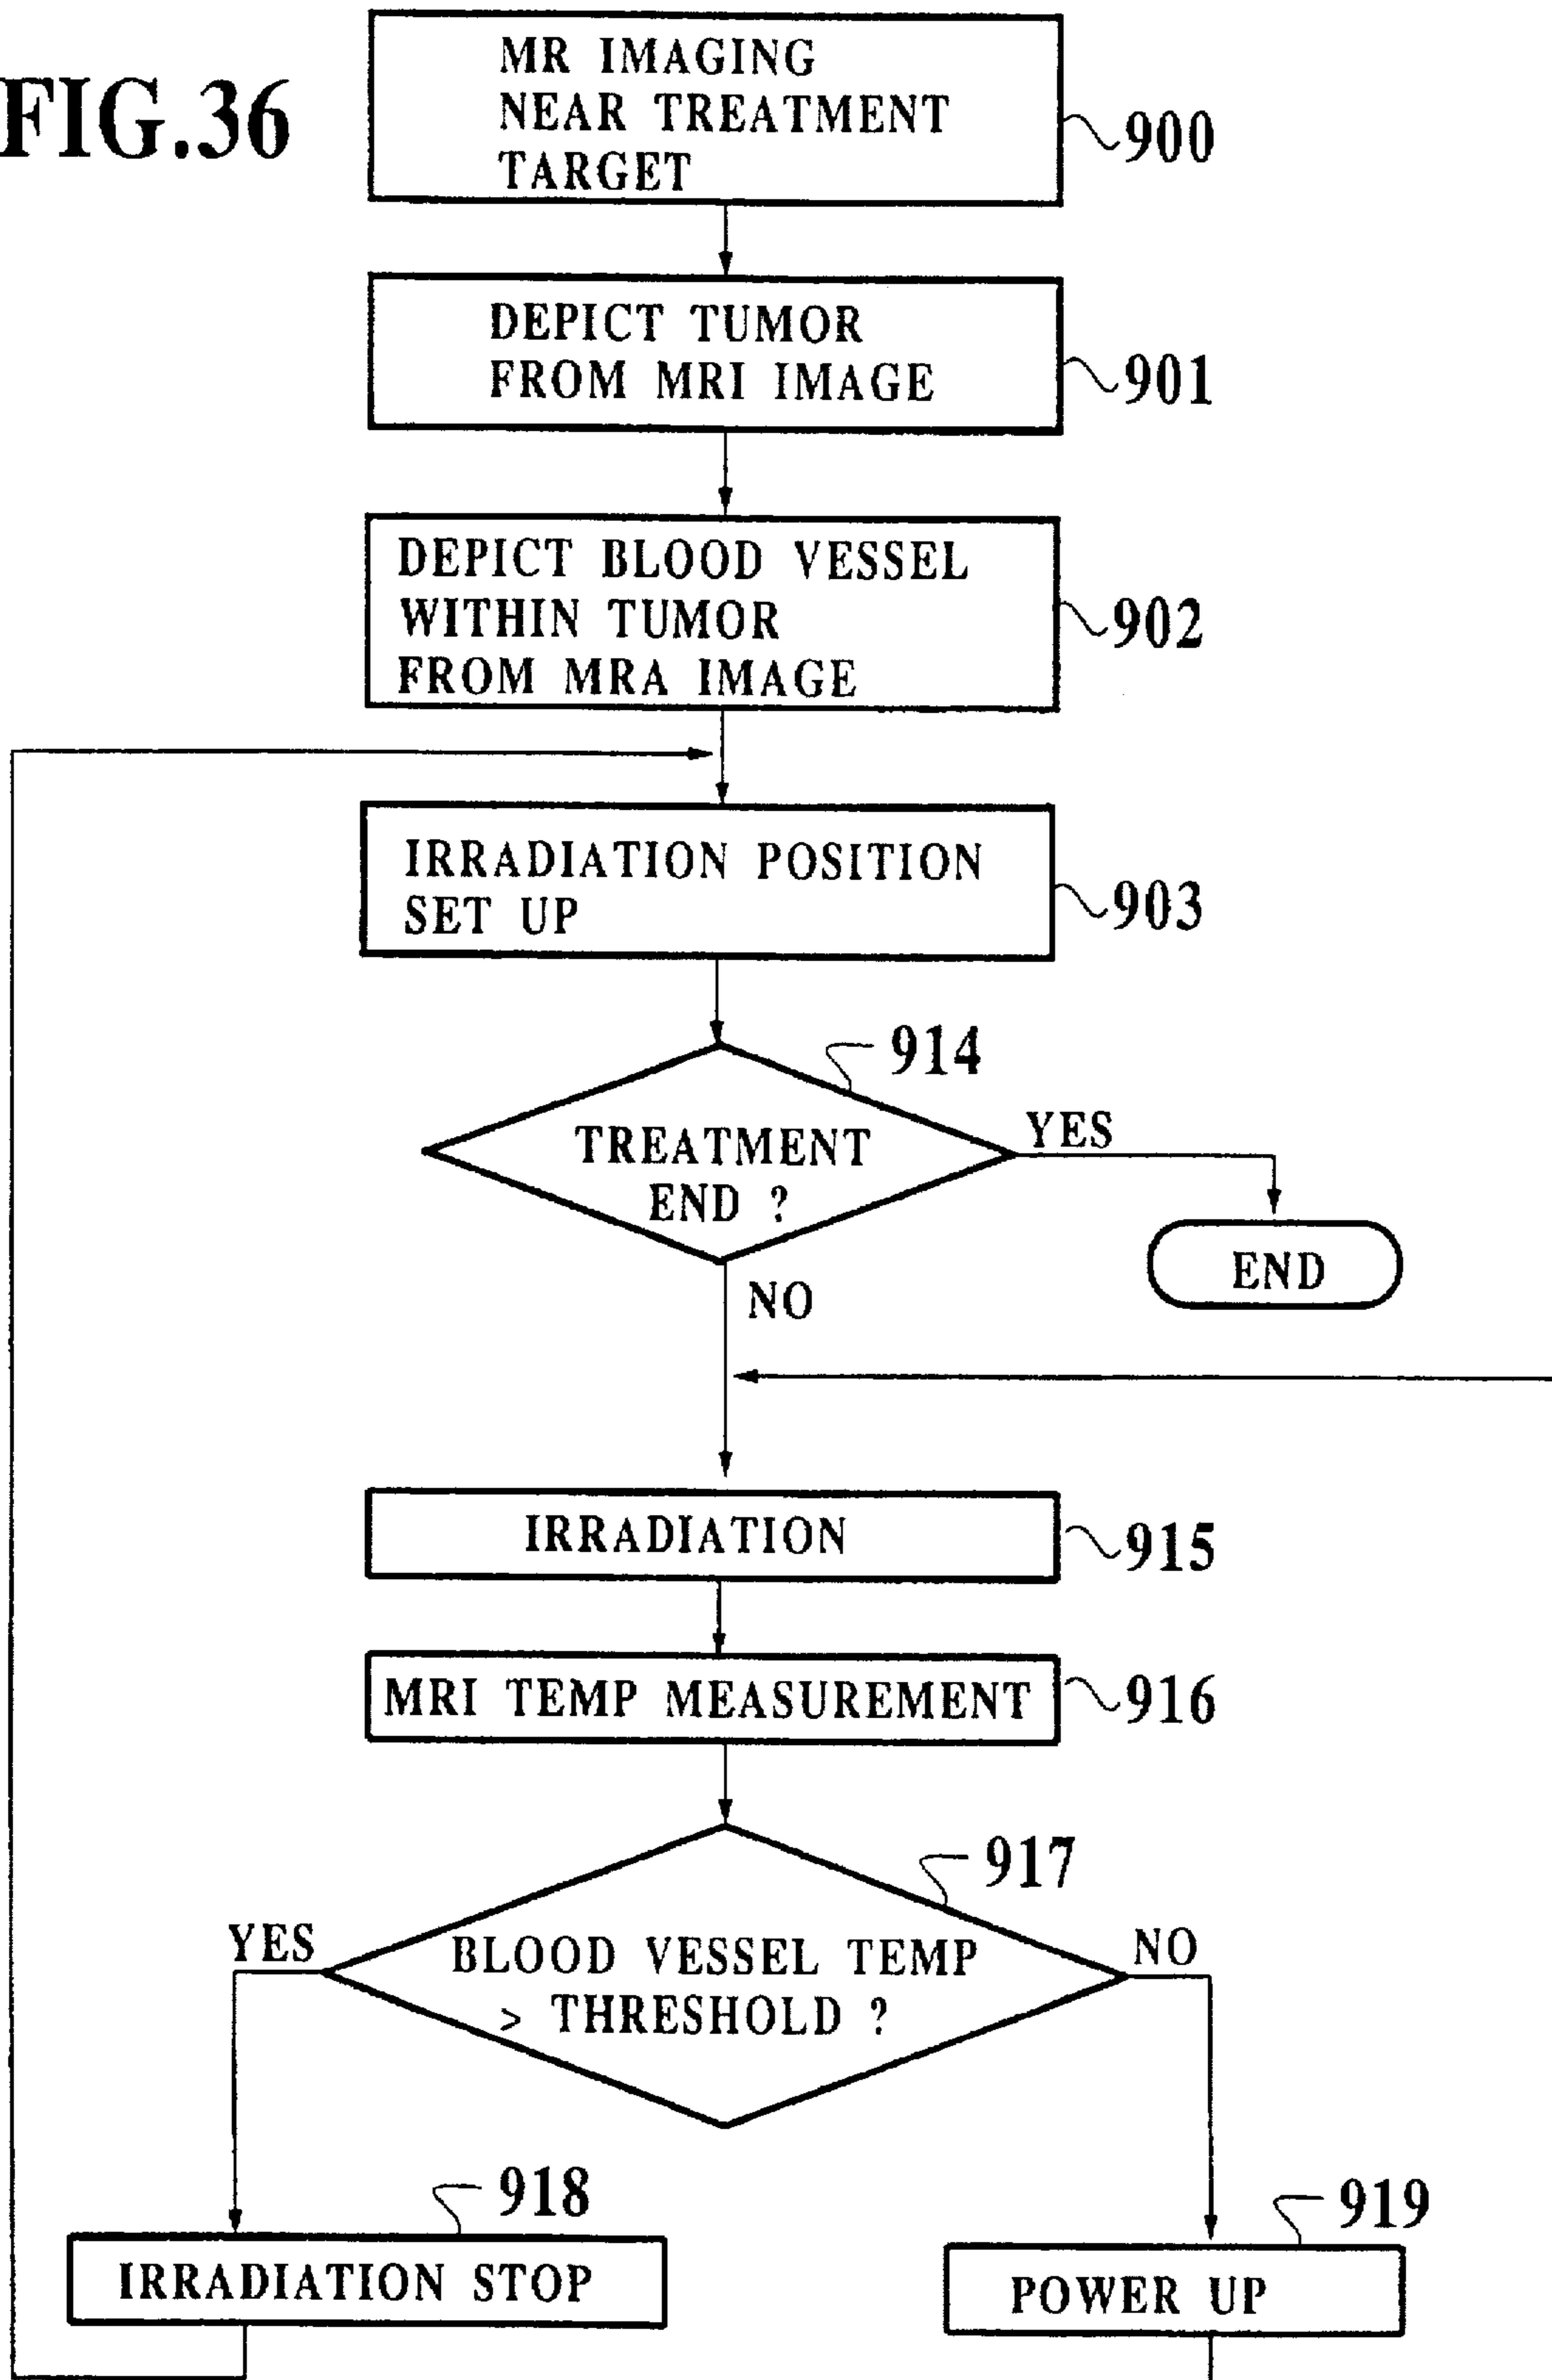 FIG.36
MR IMAGING
NEAR TREATMENT
TARGET
900
DEPICT TUMOR
FROM MRI IMAGE
901
DEPICT BLOOD VESSEL
WITHIN TUMOR
FROM MRA IMAGE
902
IRRADIATION POSITION
SET UP
903
914
TREATMENT
END ?
YES
END
NO
IRRADIATION
915
MRI TEMP MEASUREMENT
916
917
YES
BLOOD VESSEL TEMP
> THRESHOLD ?
NO
918
IRRADIATION STOP
919
POWER UP